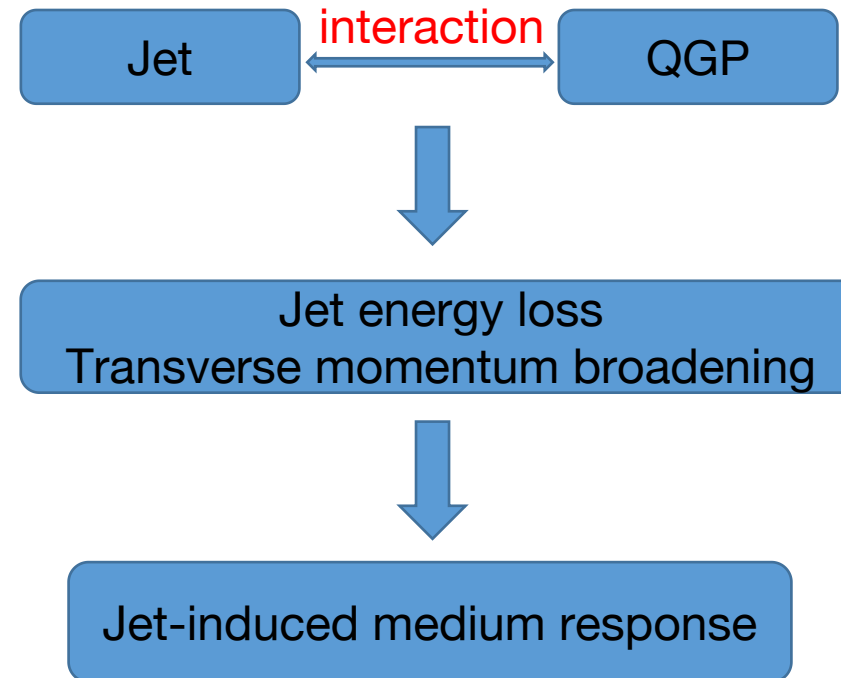 interaction
Jet
QGP
Jet energy loss
Transverse momentum broadening
Jet-induced medium response